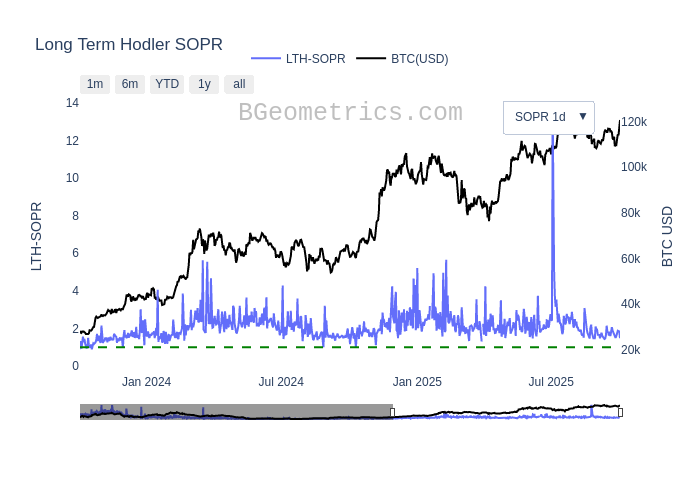 Long Term Hodler SOPR
LTH-SOPR
BTC(USD)
1m
6m
YTD
1y
all
BGeometrics.com
SOPR 1d ▼
14
12
10
8
6
4
2
0
LTH-SOPR
120k
100k
80k
60k
40k
20k
BTC USD
Jan 2024
Jul 2024
Jan 2025
Jul 2025